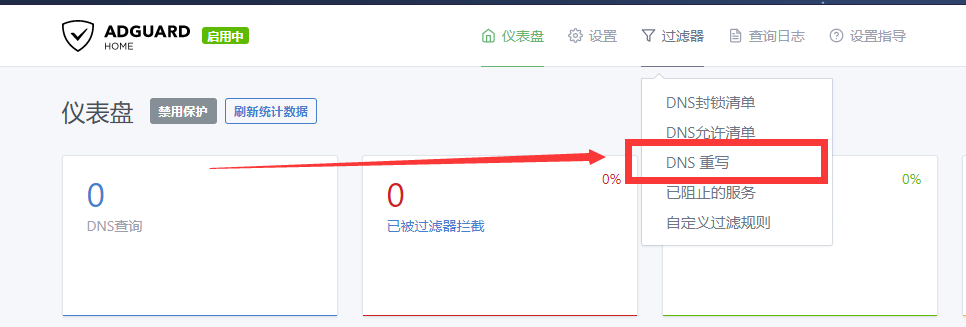 ADGUARD
HOME
启用中
仪表盘
设置
过滤器
查询日志
设置指导
仪表盘
禁用保护
刷新统计数据
DNS封锁清单
DNS允许清单
DNS 重写
已阻止的服务
自定义过滤规则
0
DNS查询
0%
0
已被过滤器拦截
0%